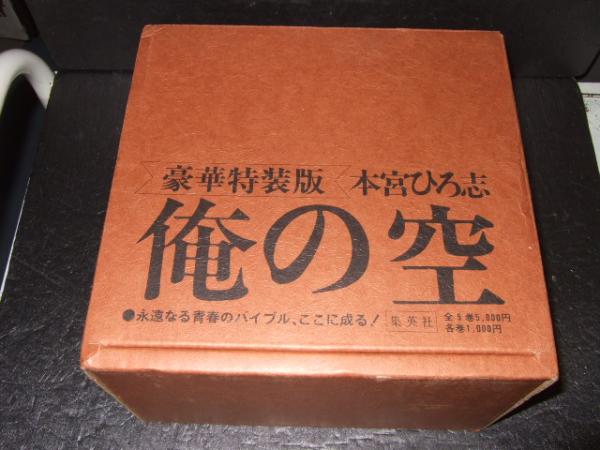 豪華特装版 本宮ひろ志
俺の空
●永遠なる青春のバイブル、ここに成る! 集英社 全5巻5,000円
各巻1,000円